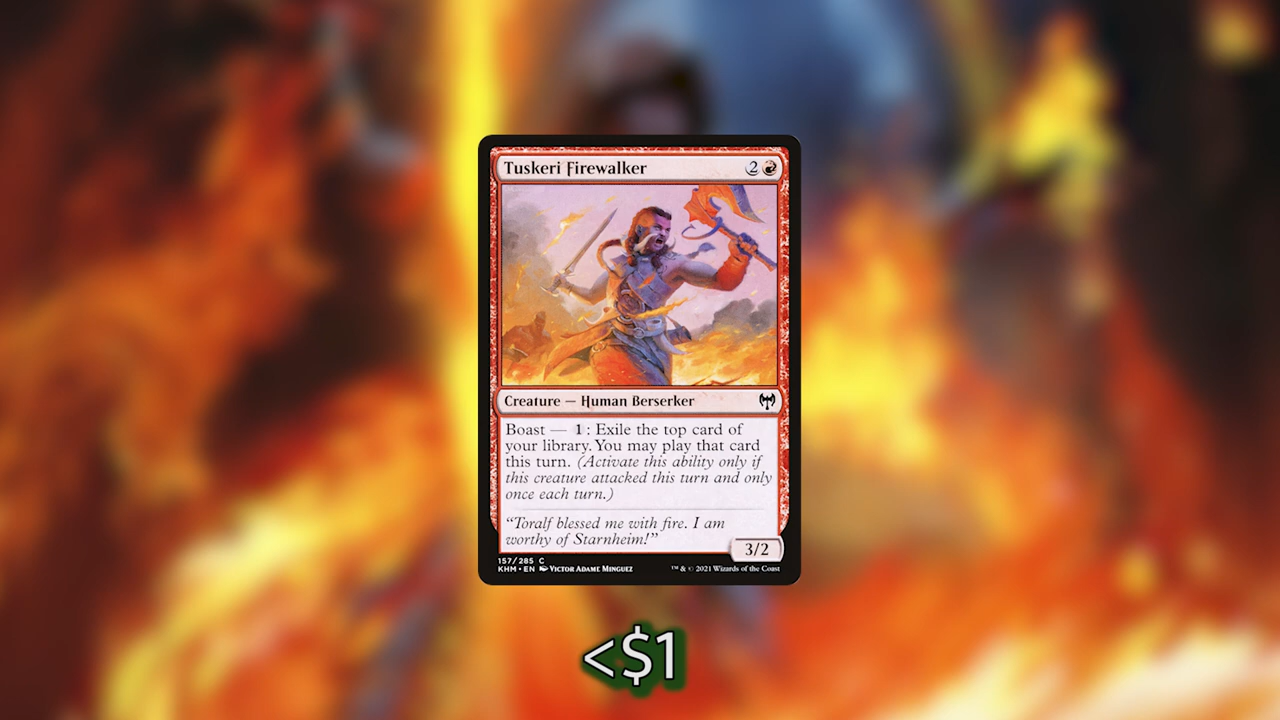 Tuskeri Firewalker 2
Creature — Human Berserker
Boast — 1: Exile the top card of
your library. You may play that card
this turn. (Activate this ability only if
this creature attacked this turn and only
once each turn.)
“Toralf blessed me with fire. I am
worthy of Starnheim!”
3/2
157/285 C
KHM • EN Victor Adame Minguez ™ & © 2021 Wizards of the Coast
<$1